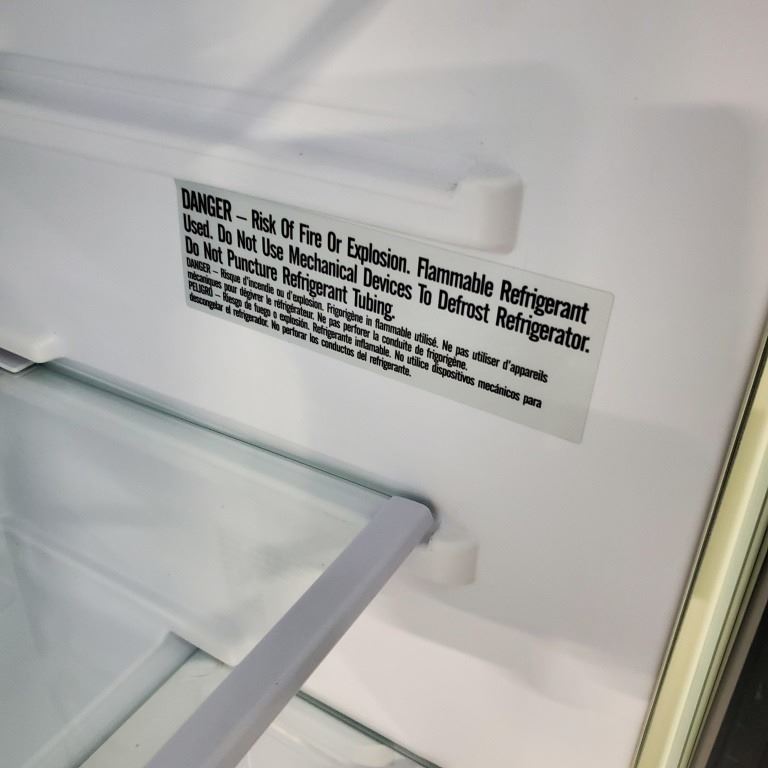 DANGER – Risk Of Fire Or Explosion. Flammable Refrigerant
Used. Do Not Use Mechanical Devices To Defrost Refrigerator.
Do Not Puncture Refrigerant Tubing.
DANGER – Risque d'incendie ou d'explosion. Frigorigène in flammable utilisé. Ne pas utiliser d'appareils
mécaniques pour dégivrer le réfrigérateur. Ne pas perforer la conduite de frigorigène.
PELIGRO – Riesgo de fuego o explosión. Refrigerante inflamable. No utilice dispositivos mecánicos para
descongelar el refrigerador. No perforar los conductos del refrigerante.